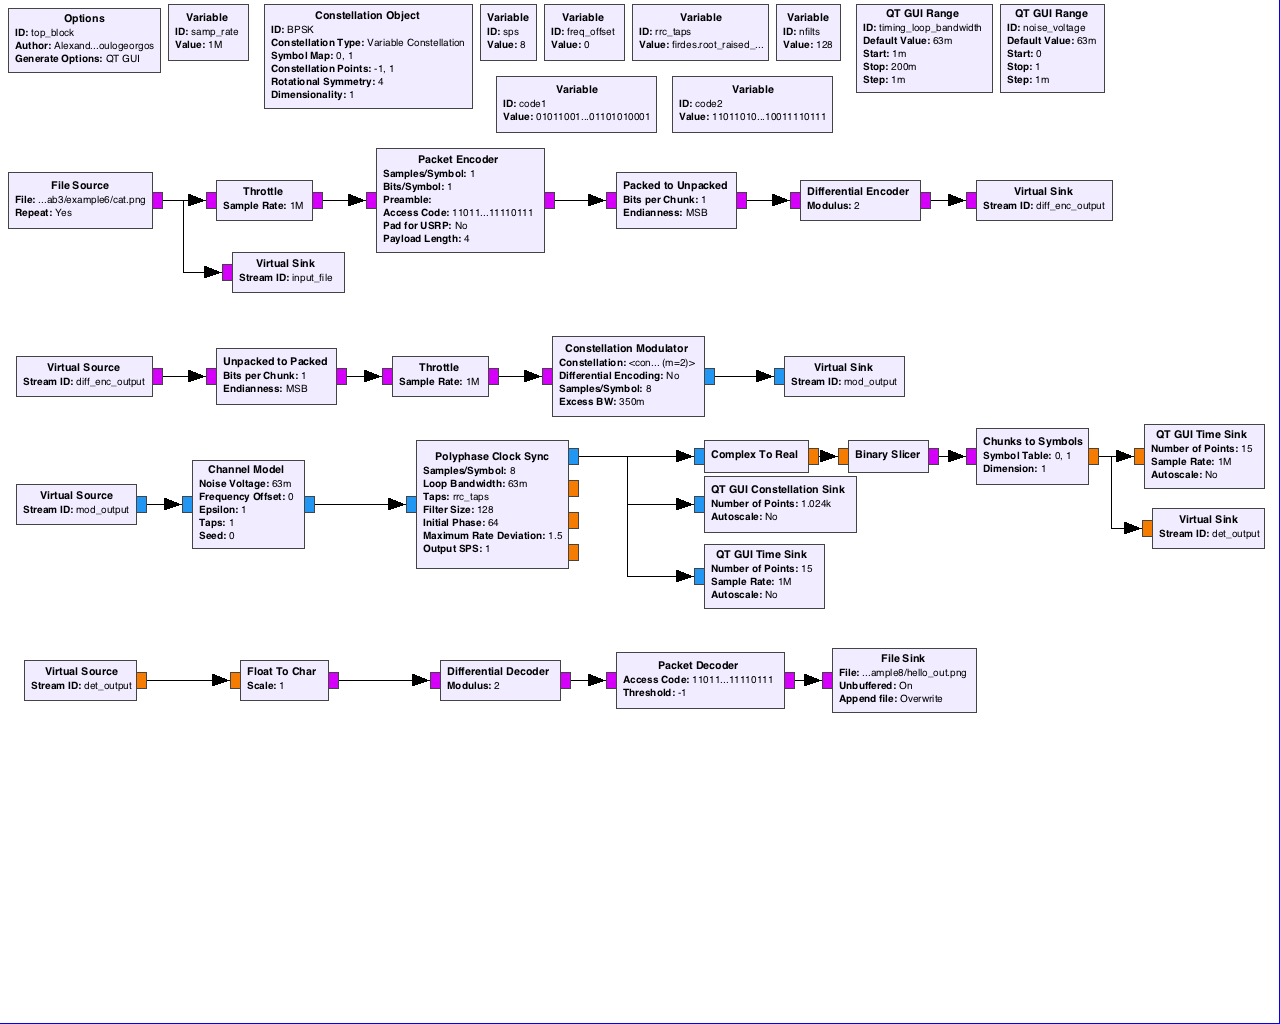 Options
ID: top_block
Author: Alexand...oulogeorgos
Generate Options: QT GUI
Variable
ID: samp_rate
Value: 1M
Constellation Object
ID: BPSK
Constellation Type: Variable Constellation
Symbol Map: 0, 1
Constellation Points: -1, 1
Rotational Symmetry: 4
Dimensionality: 1
Variable
ID: sps
Value: 8
Variable
ID: freq_offset
Value: 0
Variable
ID: rrc_taps
Value: firdes.root_raised_...
Variable
ID: nfilts
Value: 128
QT GUI Range
ID: timing_loop_bandwidth
Default Value: 63m
Start: 1m
Stop: 200m
Step: 1m
QT GUI Range
ID: noise_voltage
Default Value: 63m
Start: 0
Stop: 1
Step: 1m
Variable
ID: code1
Value: 01011001...01101010001
Variable
ID: code2
Value: 11011010...10011110111
File Source
File: ...ab3/example6/cat.png
Repeat: Yes
Throttle
Sample Rate: 1M
Packet Encoder
Samples/Symbol: 1
Bits/Symbol: 1
Preamble:
Access Code: 11011...11110111
Pad for USRP: No
Payload Length: 4
Packed to Unpacked
Bits per Chunk: 1
Endianness: MSB
Differential Encoder
Modulus: 2
Virtual Sink
Stream ID: diff_enc_output
Virtual Sink
Stream ID: input_file
Virtual Source
Stream ID: diff_enc_output
Unpacked to Packed
Bits per Chunk: 1
Endianness: MSB
Throttle
Sample Rate: 1M
Constellation Modulator
Constellation: <con... (m=2)>
Differential Encoding: No
Samples/Symbol: 8
Excess BW: 350m
Virtual Sink
Stream ID: mod_output
Virtual Source
Stream ID: mod_output
Channel Model
Noise Voltage: 63m
Frequency Offset: 0
Epsilon: 1
Taps: 1
Seed: 0
Polyphase Clock Sync
Samples/Symbol: 8
Loop Bandwidth: 63m
Taps: rrc_taps
Filter Size: 128
Initial Phase: 64
Maximum Rate Deviation: 1.5
Output SPS: 1
Complex To Real
Binary Slicer
Chunks to Symbols
Symbol Table: 0, 1
Dimension: 1
QT GUI Time Sink
Number of Points: 15
Sample Rate: 1M
Autoscale: No
QT GUI Constellation Sink
Number of Points: 1.024k
Autoscale: No
Virtual Sink
Stream ID: det_output
QT GUI Time Sink
Number of Points: 15
Sample Rate: 1M
Autoscale: No
Virtual Source
Stream ID: det_output
Float To Char
Scale: 1
Differential Decoder
Modulus: 2
Packet Decoder
Access Code: 11011...11110111
Threshold: -1
File Sink
File: ...ample8/hello_out.png
Unbuffered: On
Append file: Overwrite